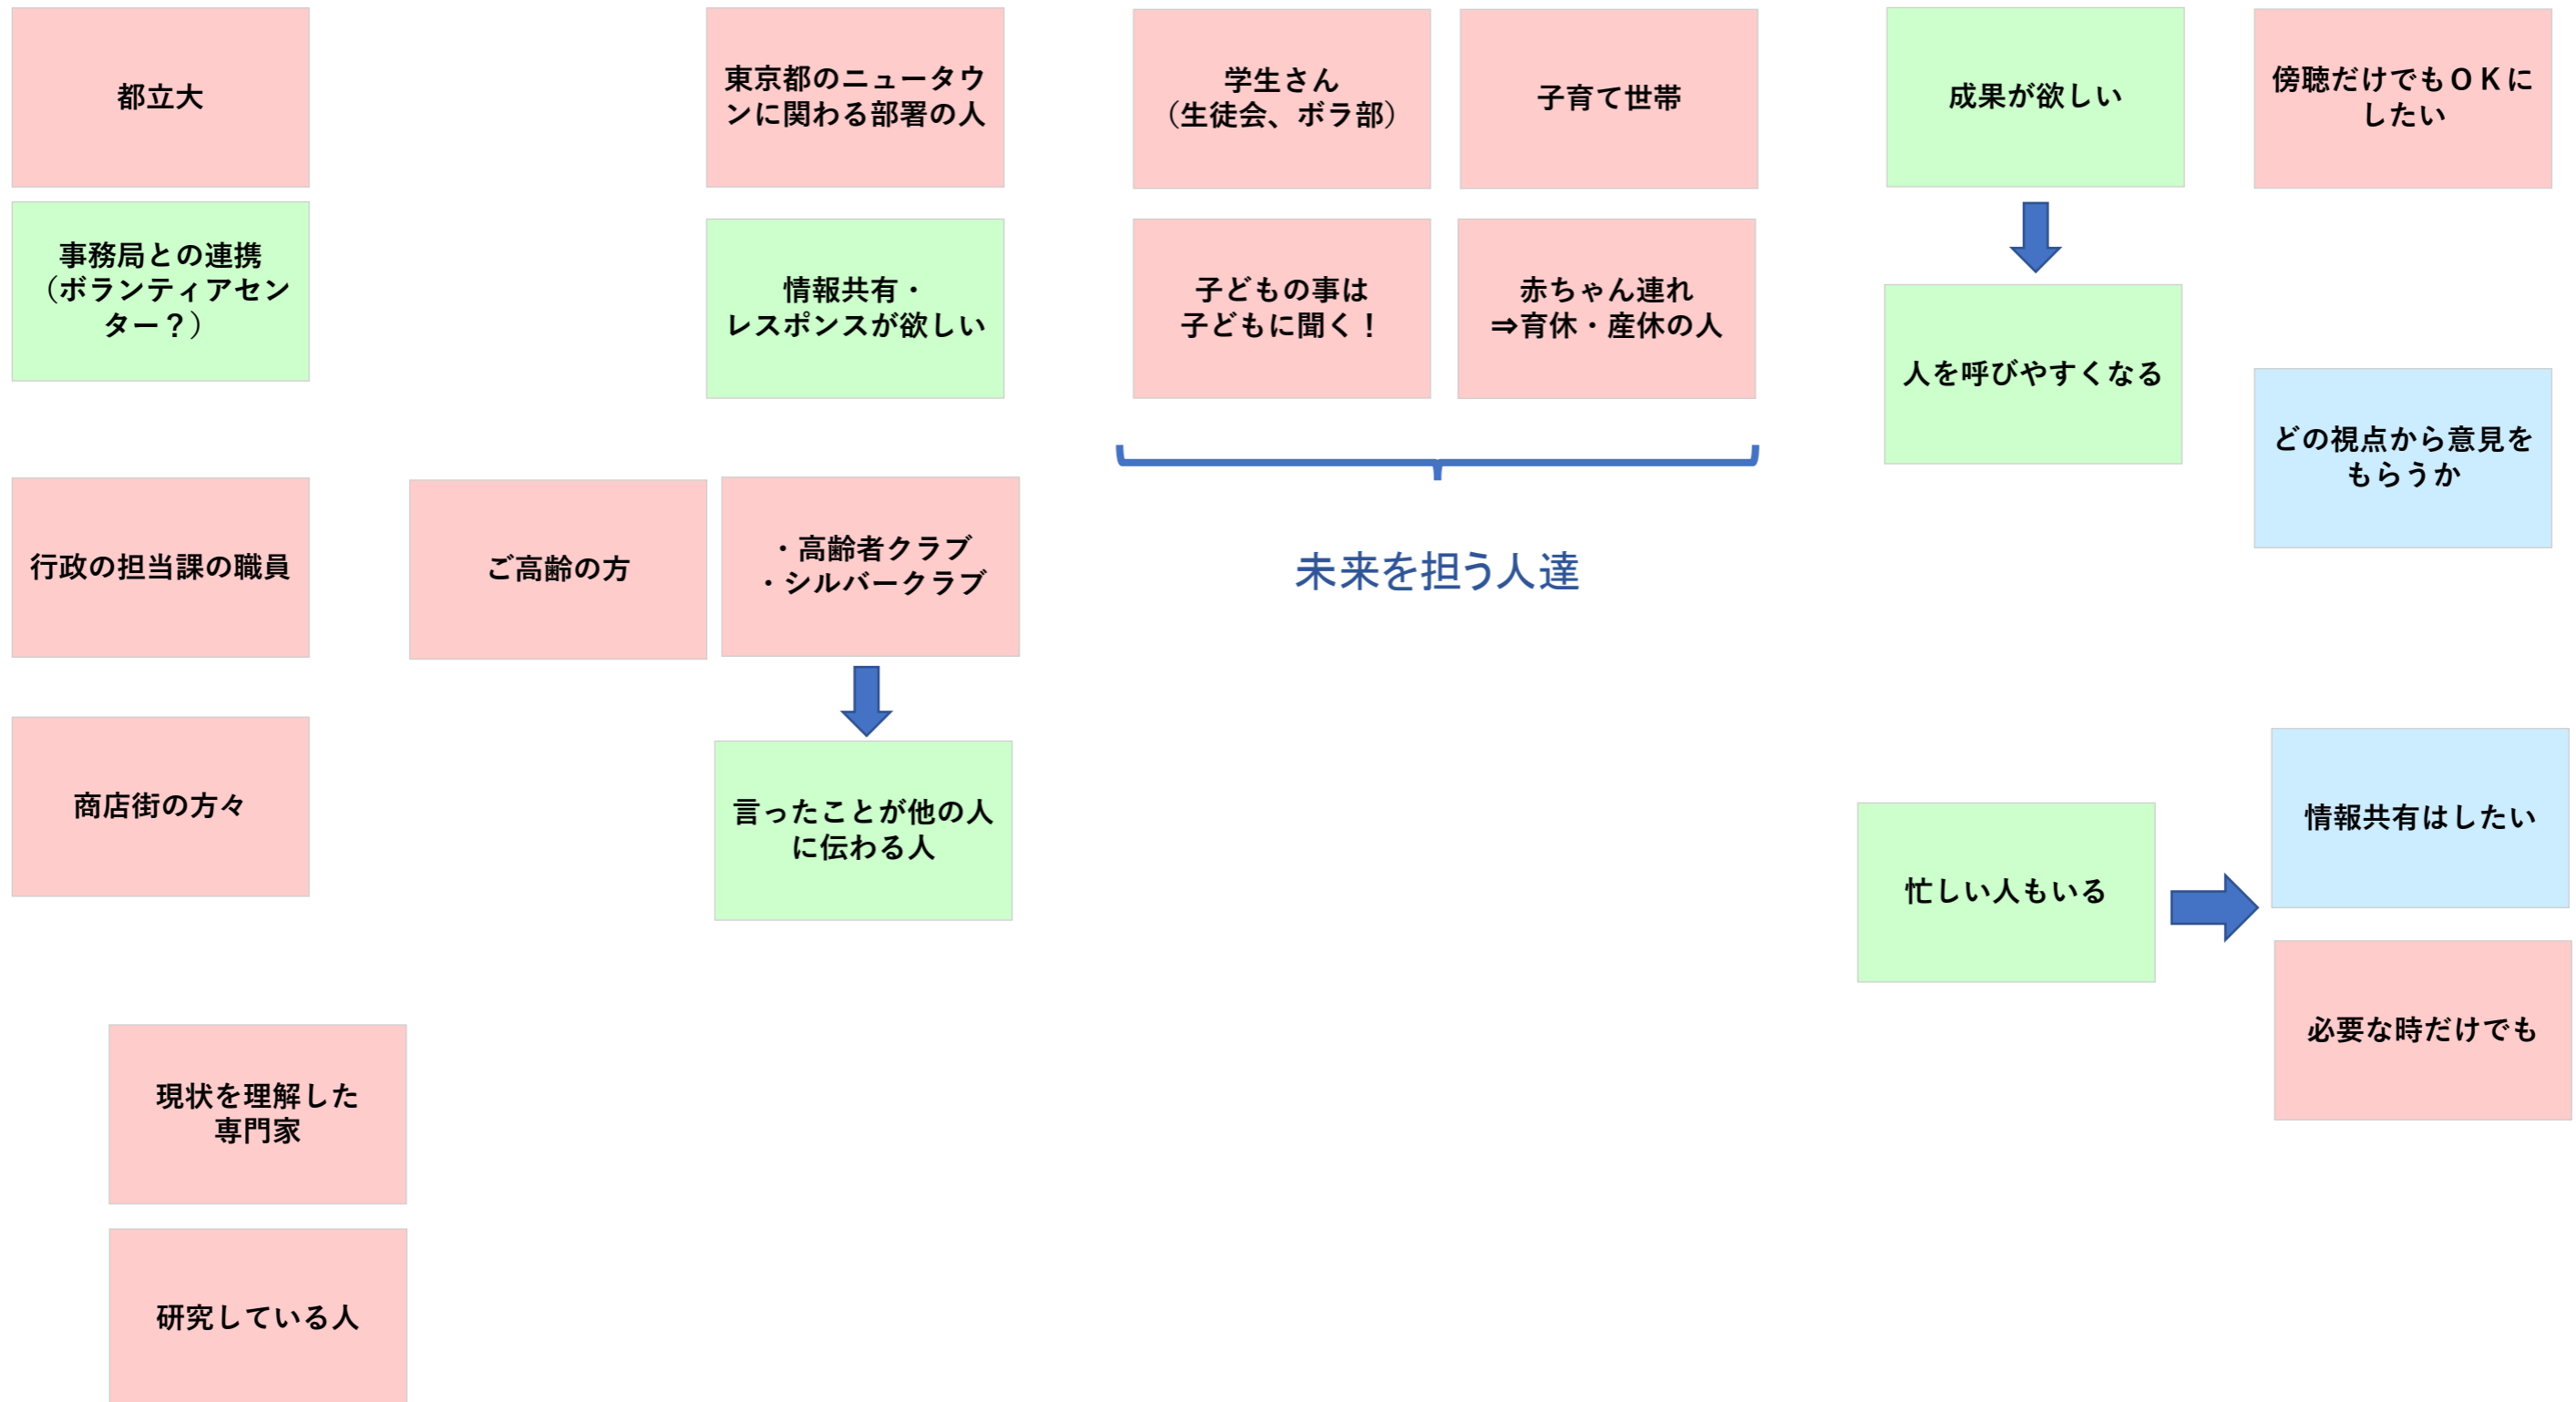 都立大
事務局との連携
（ボランティアセン
ター？）
行政の担当課の職員
商店街の方々
現状を理解した
専門家
研究している人
ご高齢の方
東京都のニュータウ
ンに関わる部署の人
情報共有・
レスポンスが欲しい
・高齢者クラブ
・シルバークラブ
言ったことが他の人
に伝わる人
学生さん
（生徒会、ボラ部）
子育て世帯
子どもの事は
子どもに聞く！
赤ちゃん連れ
⇒育休・産休の人
未来を担う人達
成果が欲しい
人を呼びやすくなる
傍聴だけでもＯＫに
したい
どの視点から意見を
もらうか
忙しい人もいる
情報共有はしたい
必要な時だけでも